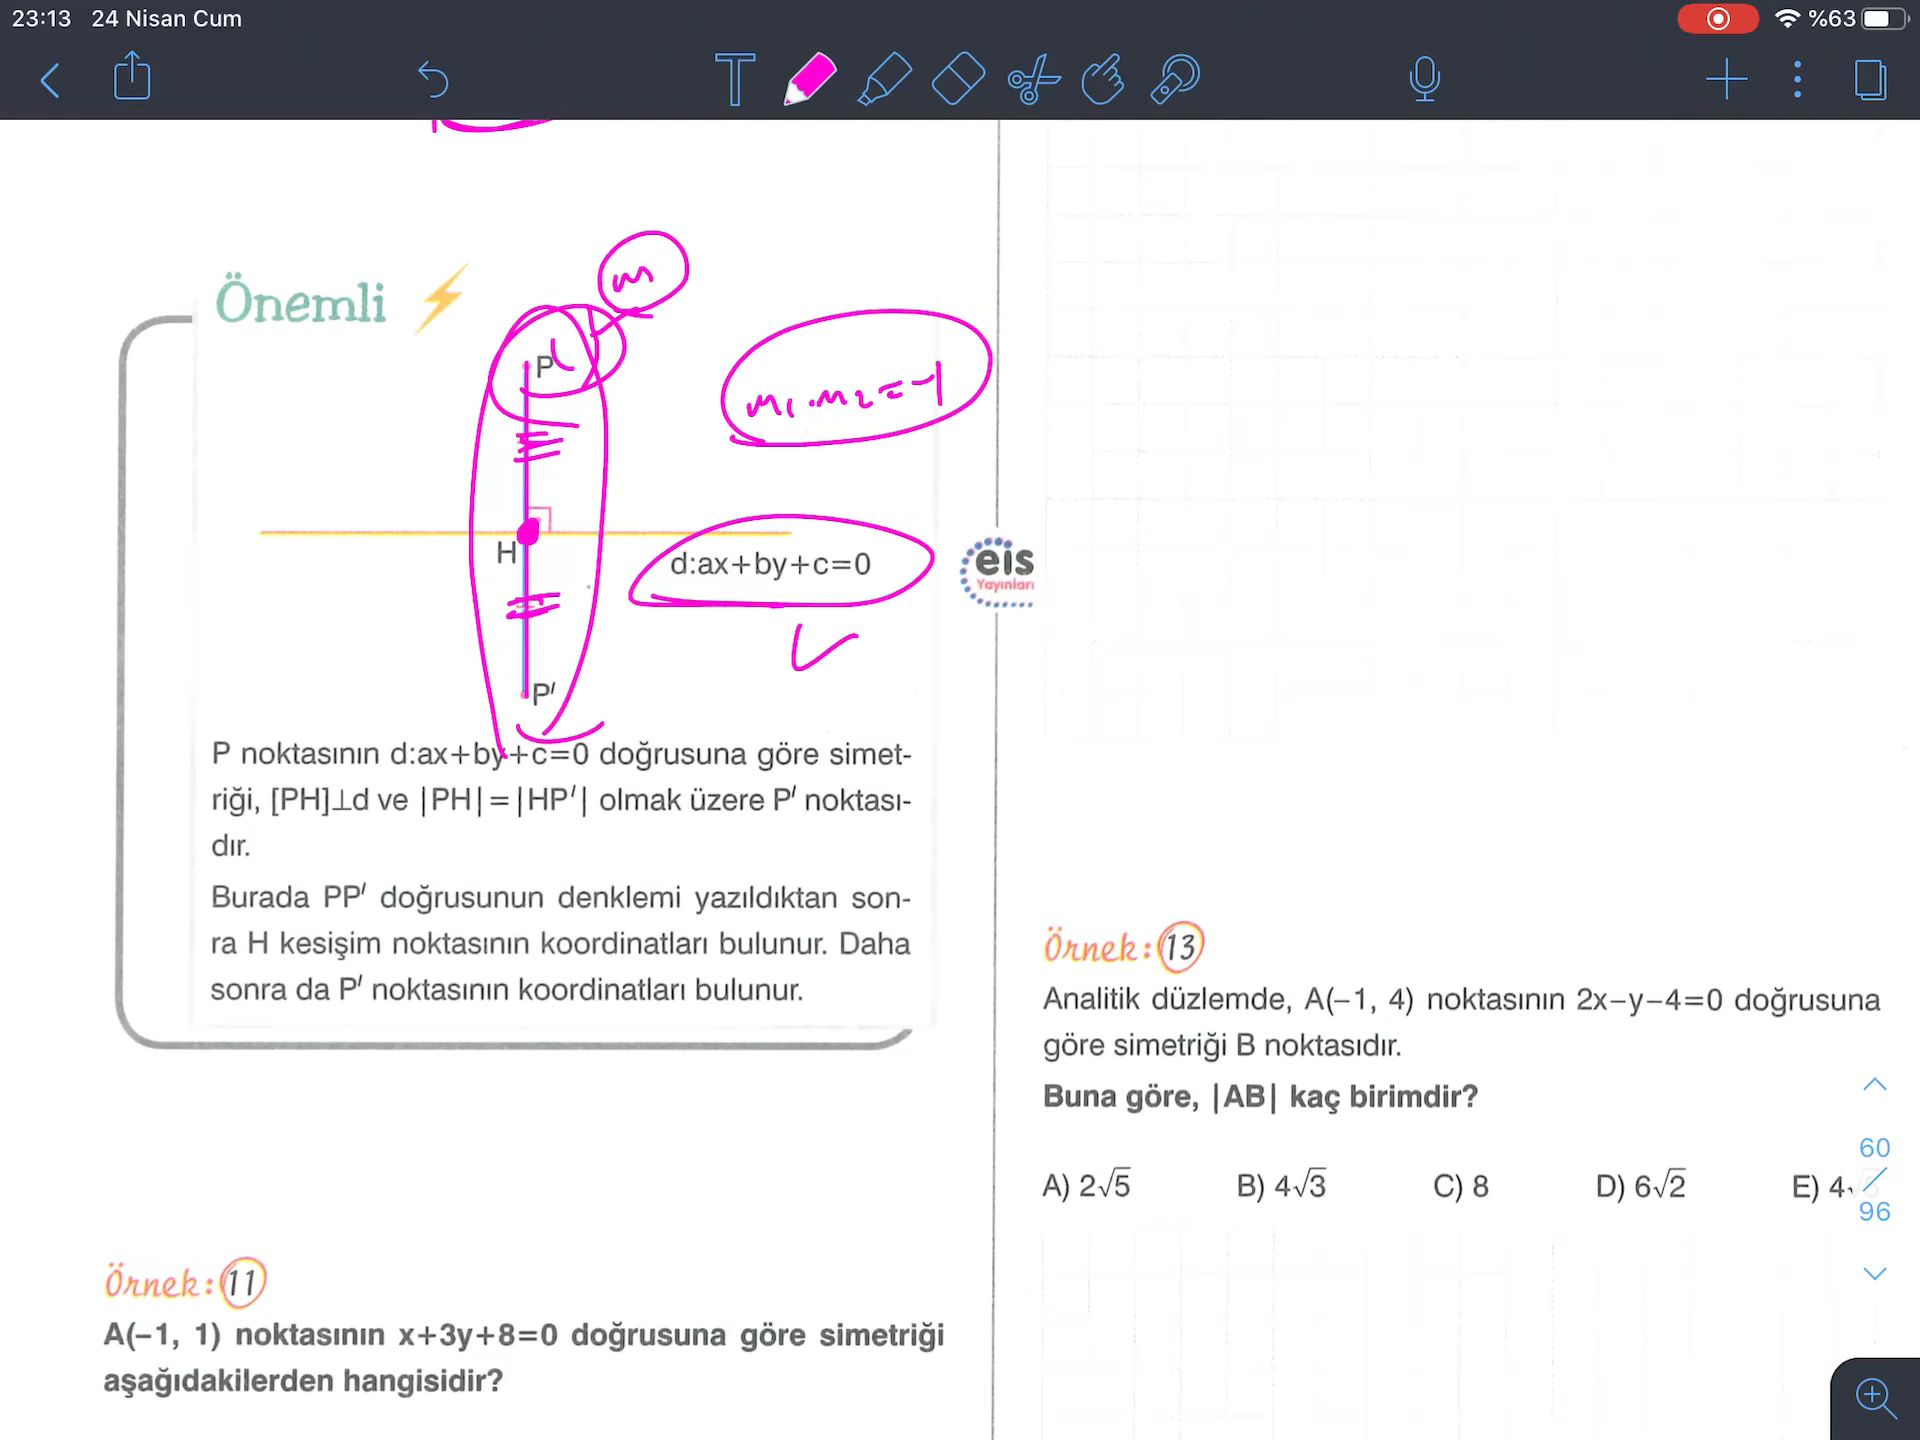 23:13 24 Nisan Cum
%63
Önemli
m
P
m₁.m₂=-1
H
d:ax+by+c=0
P'
P noktasının d:ax+by+c=0 doğrusuna göre simet-
riği, [PH]⊥d ve |PH|=|HP'| olmak üzere P' noktası-
dır.
Burada PP' doğrusunun denklemi yazıldıktan son-
ra H kesişim noktasının koordinatları bulunur. Daha
sonra da P' noktasının koordinatları bulunur.
Örnek: 11
A(−1, 1) noktasının x+3y+8=0 doğrusuna göre simetriği
aşağıdakilerden hangisidir?
eis
Yayınları
Örnek: 13
Analitik düzlemde, A(−1, 4) noktasının 2x−y−4=0 doğrusuna
göre simetriği B noktasıdır.
Buna göre, |AB| kaç birimdir?
A) 2√5 B) 4√3 C) 8 D) 6√2 E) 4
60
96